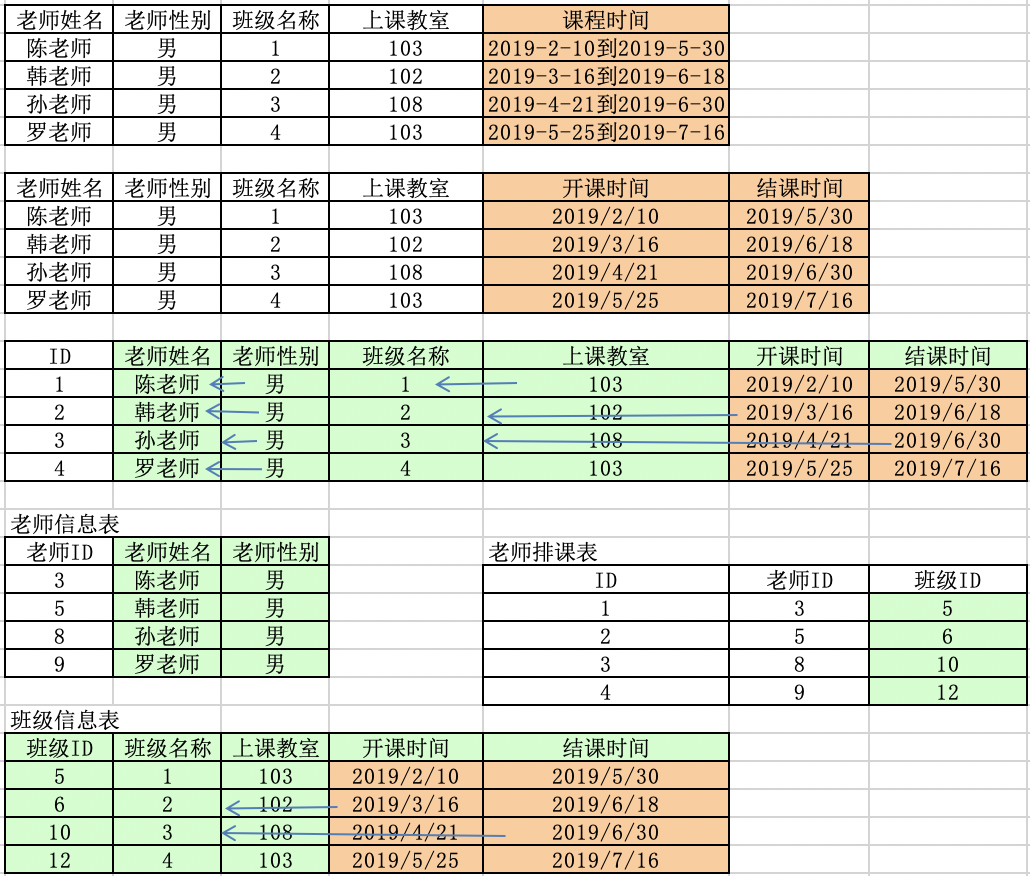 老师姓名 老师性别 班级名称 上课教室 课程时间
陈老师 男 1 103 2019-2-10到2019-5-30
韩老师 男 2 102 2019-3-16到2019-6-18
孙老师 男 3 108 2019-4-21到2019-6-30
罗老师 男 4 103 2019-5-25到2019-7-16
老师姓名 老师性别 班级名称 上课教室 开课时间 结课时间
陈老师 男 1 103 2019/2/10 2019/5/30
韩老师 男 2 102 2019/3/16 2019/6/18
孙老师 男 3 108 2019/4/21 2019/6/30
罗老师 男 4 103 2019/5/25 2019/7/16
ID 老师姓名 老师性别 班级名称 上课教室 开课时间 结课时间
1 陈老师 男 1 103 2019/2/10 2019/5/30
2 韩老师 男 2 102 2019/3/16 2019/6/18
3 孙老师 男 3 108 2019/4/21 2019/6/30
4 罗老师 男 4 103 2019/5/25 2019/7/16
老师信息表
老师ID 老师姓名 老师性别
3 陈老师 男
5 韩老师 男
8 孙老师 男
9 罗老师 男
老师排课表
ID 老师ID 班级ID
1 3 5
2 5 6
3 8 10
4 9 12
班级信息表
班级ID 班级名称 上课教室 开课时间 结课时间
5 1 103 2019/2/10 2019/5/30
6 2 102 2019/3/16 2019/6/18
10 3 108 2019/4/21 2019/6/30
12 4 103 2019/5/25 2019/7/16